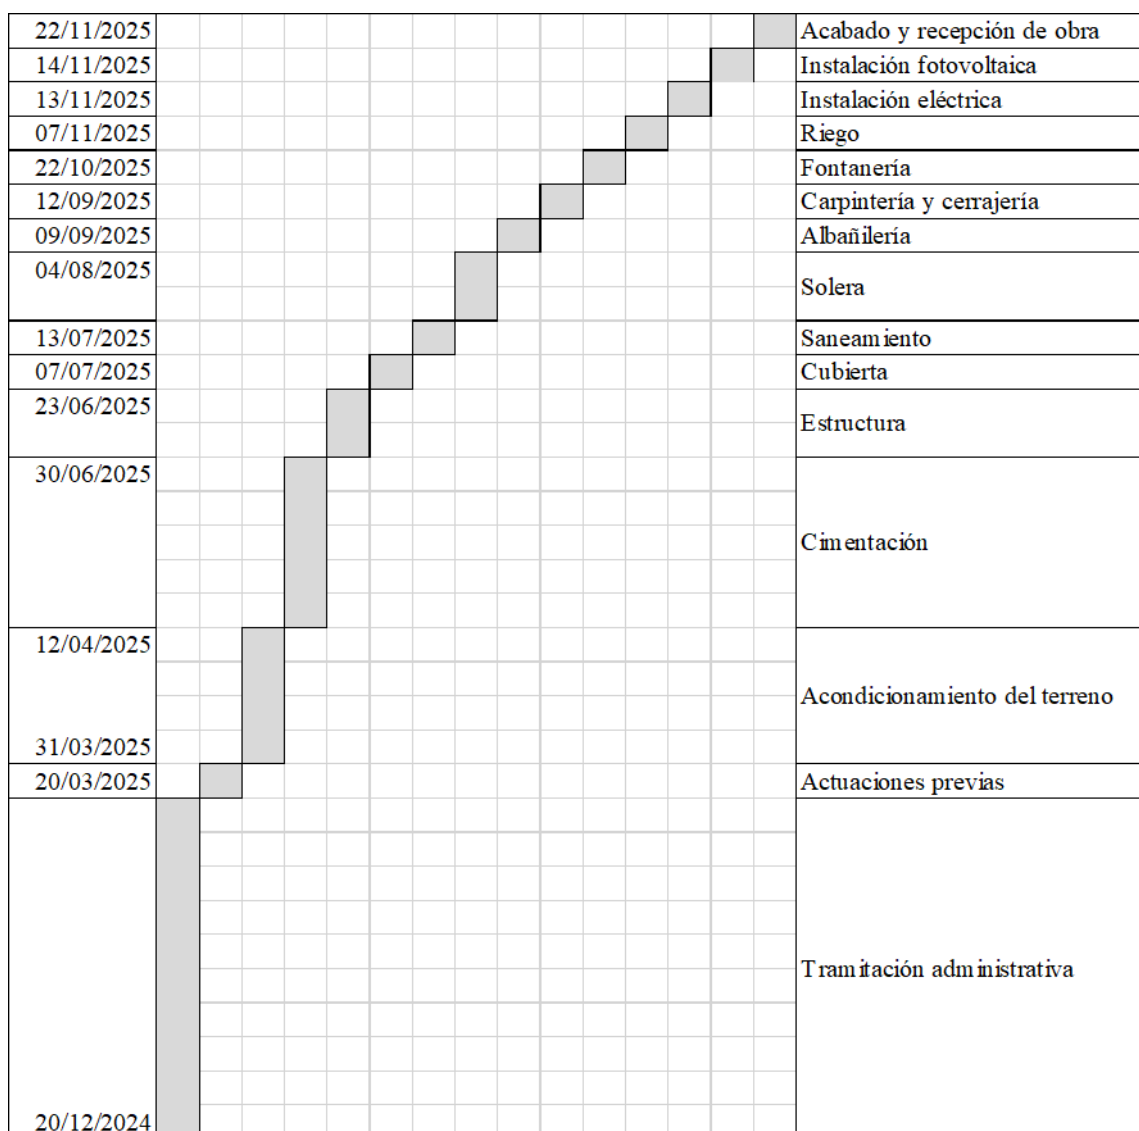 22/11/2025 Acabado y recepción de obra
14/11/2025 Instalación fotovoltaica
13/11/2025 Instalación eléctrica
07/11/2025 Riego
22/10/2025 Fontanería
12/09/2025 Carpintería y cerrajería
09/09/2025 Albañilería
04/08/2025
Solera
13/07/2025 Saneamiento
07/07/2025 Cubierta
23/06/2025
Estructura
30/06/2025
Cimentación
12/04/2025
Acondicionamiento del terreno
31/03/2025
20/03/2025 Actuaciones previas
Tramitación administrativa
20/12/2024